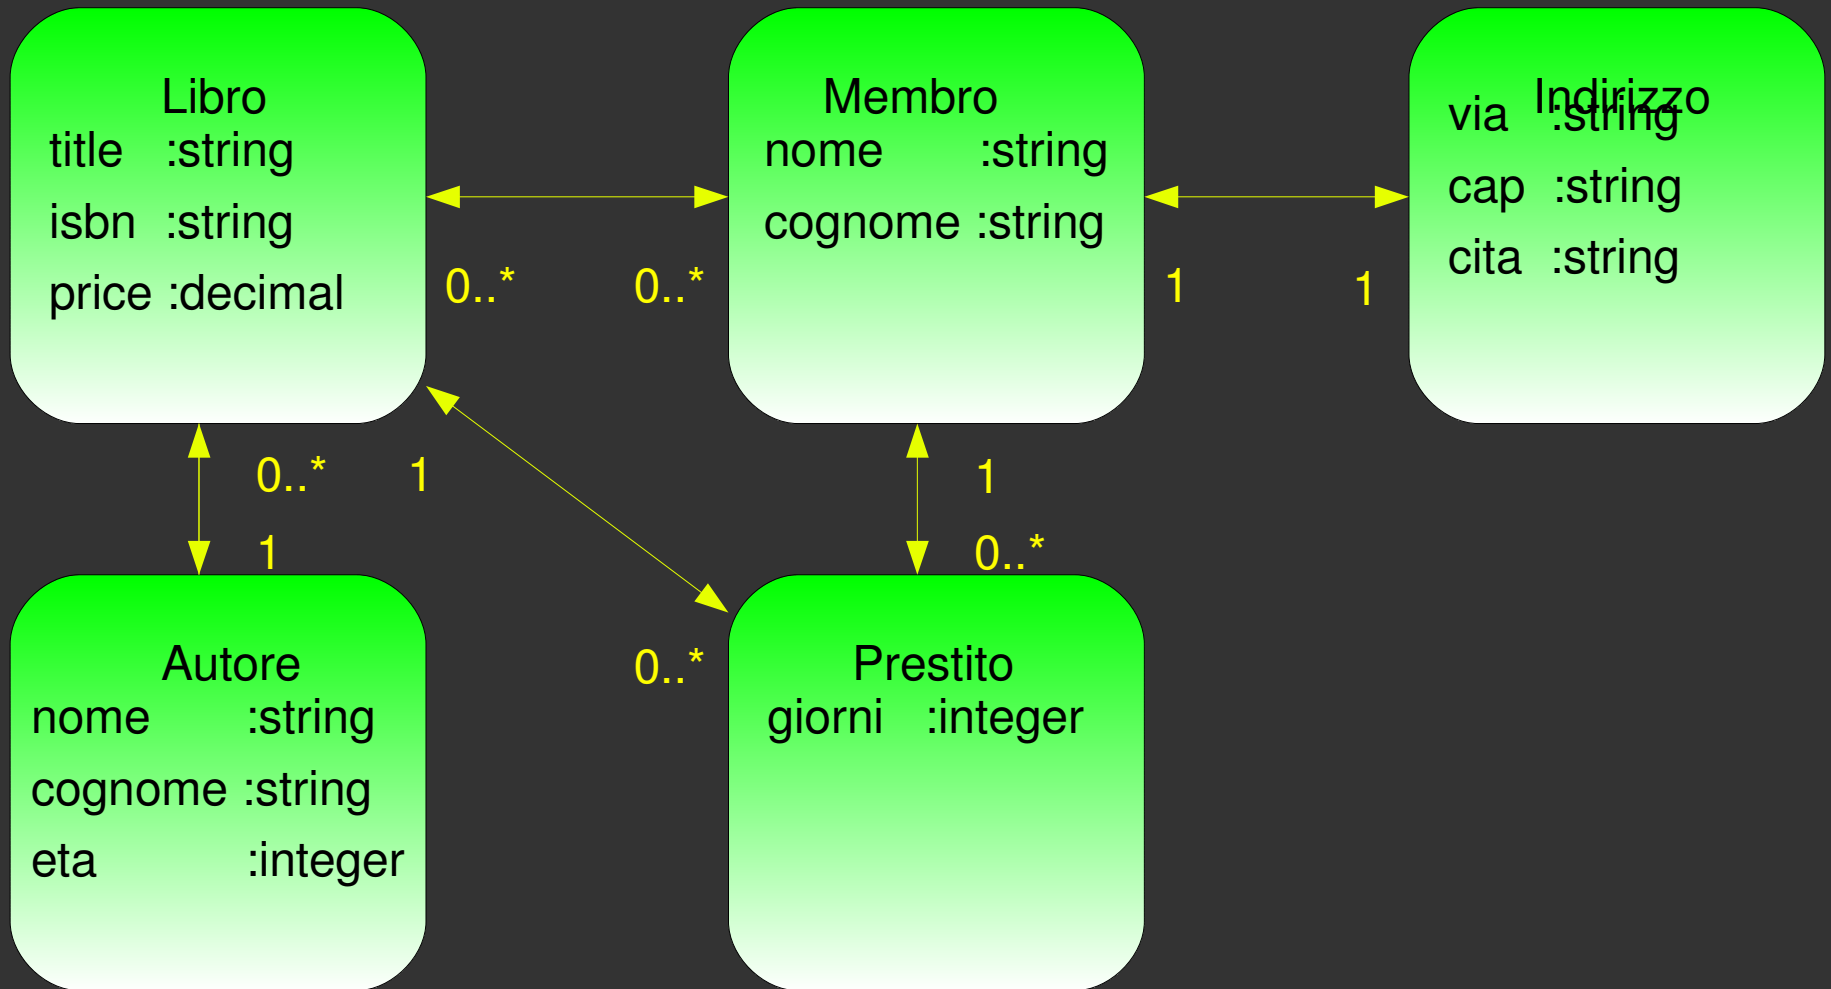 Libro
title :string
isbn :string
price :decimal
Membro
nome :string
cognome :string
Indirizzo
via :string
cap :string
cita :string
0..* 0..*
1 1
0..* 1
1
1
0..*
0..*
Autore
nome :string
cognome :string
eta :integer
Prestito
giorni :integer